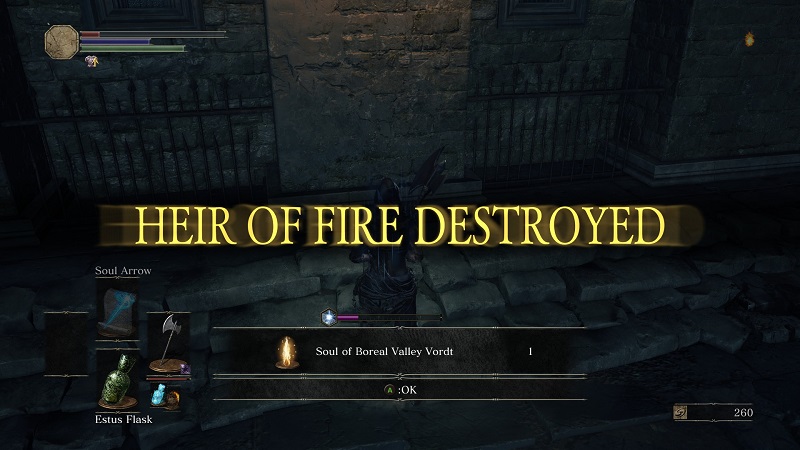 HEIR OF FIRE DESTROYED
Soul Arrow
Soul of Boreal Valley Vordt 1
A :OK
Estus Flask
260